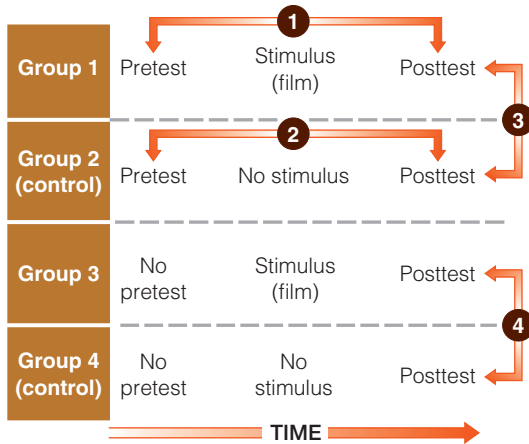 1
Group 1
Pretest
Stimulus
(film)
Posttest
3
2
Group 2
(control)
Pretest
No stimulus
Posttest
Group 3
No
pretest
Stimulus
(film)
Posttest
4
Group 4
(control)
No
pretest
No
stimulus
Posttest
TIME